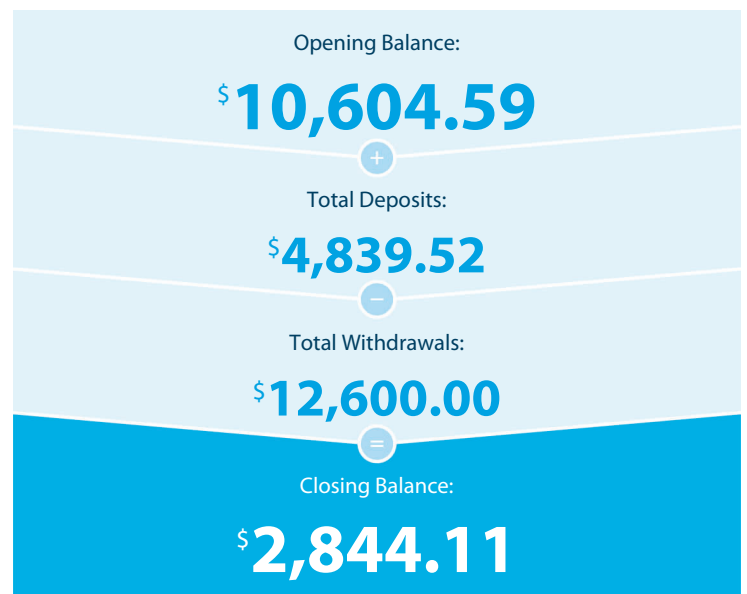 Opening Balance:
$10,604.59
+
Total Deposits:
$4,839.52
−
Total Withdrawals:
$12,600.00
=
Closing Balance:
$2,844.11